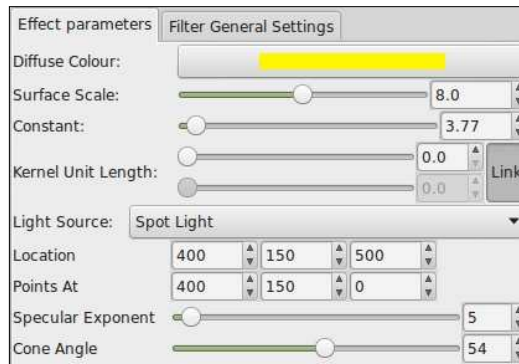 Effect parameters Filter General Settings
Diffuse Colour:
Surface Scale: 8.0
Constant: 3.77
Kernel Unit Length: 0.0 Link
0.0
Light Source: Spot Light
Location 400 150 500
Points At 400 150 0
Specular Exponent 5
Cone Angle 54